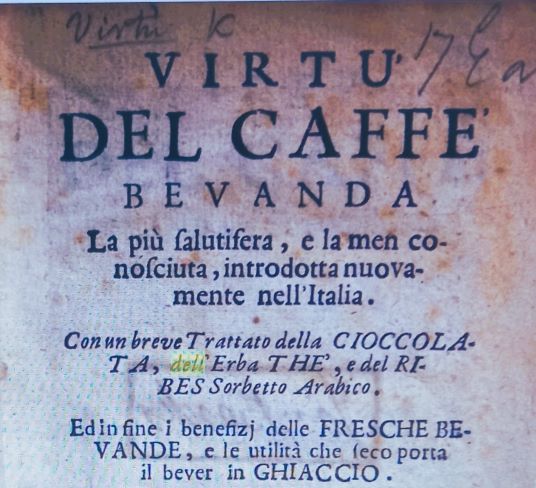 Virtù K
17
VIRTU'
DEL CAFFE'
BEVANDA
La più ſalutifera, e la men co-
noſciuta, introdotta nuova-
mente nell'Italia.
Con un breve Trattato della CIOCCOLA-
TA, dell'Erba THE', e del RI-
BES Sorbetto Arabico.
Ed in fine i benefizj delle FRESCHE BE-
VANDE, e le utilità che ſeco porta
il bever in GHIACCIO.